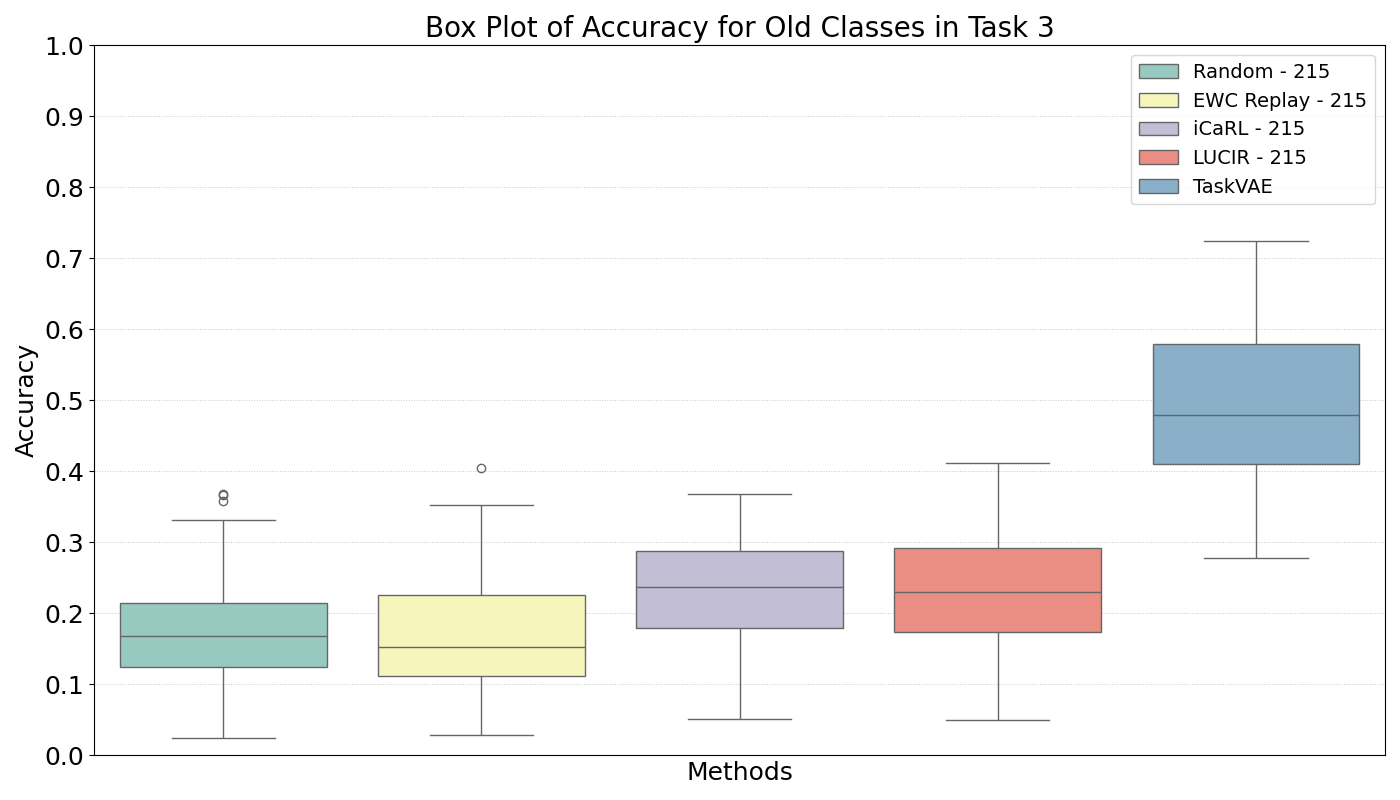 Box Plot of Accuracy for Old Classes in Task 3
1.0
0.9
0.8
0.7
0.6
0.5
0.4
0.3
0.2
0.1
0.0
Accuracy
Methods
Random - 215
EWC Replay - 215
iCaRL - 215
LUCIR - 215
TaskVAE